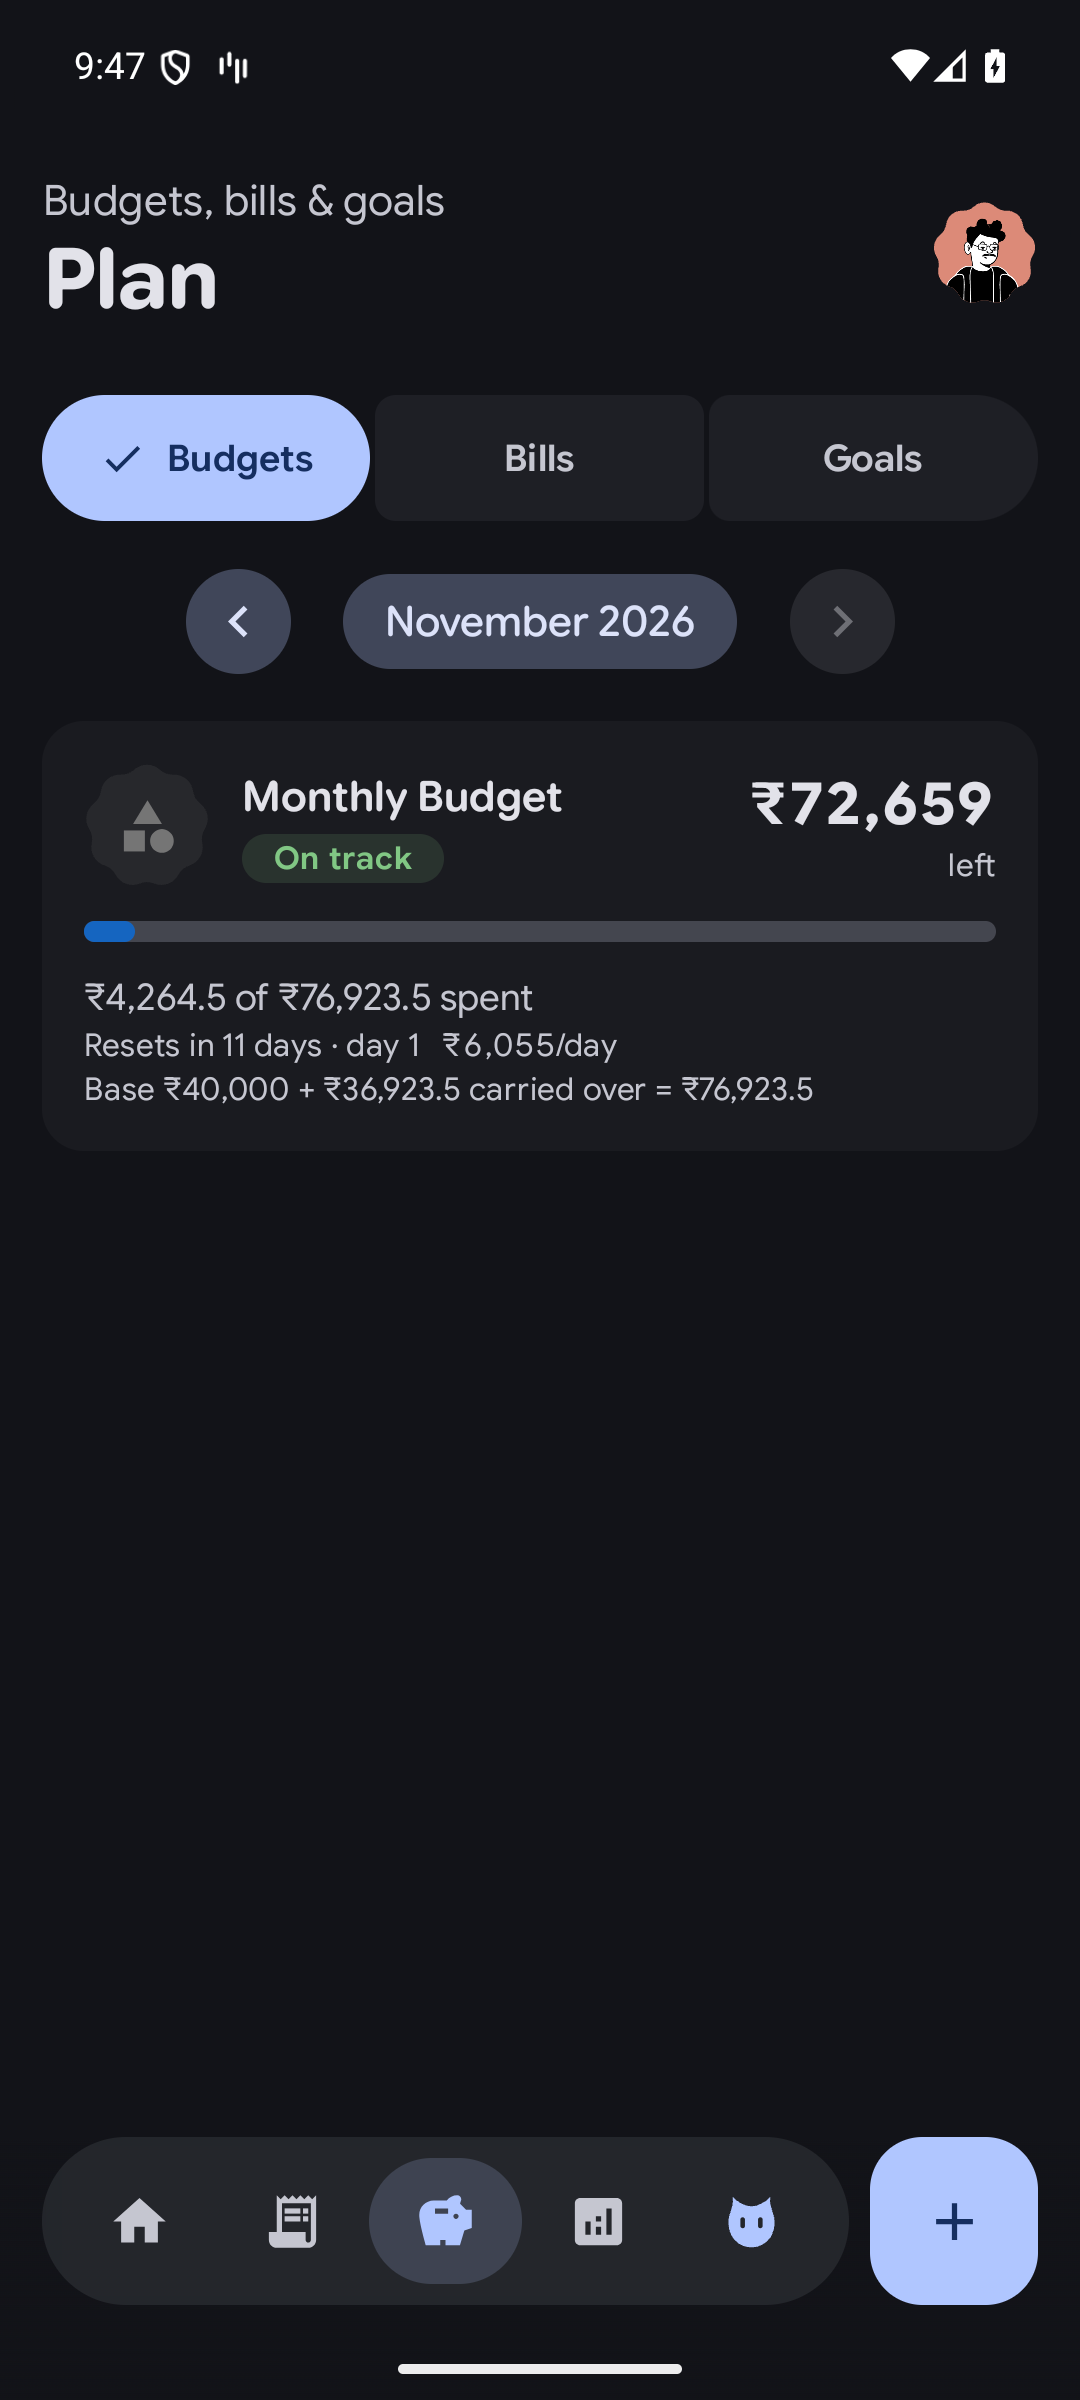 9:47
Budgets, bills & goals
Plan
Budgets
Bills
Goals
November 2026
Monthly Budget
₹72,659
On track
left
₹4,264.5 of ₹76,923.5 spent
Resets in 11 days · day 1 ₹6,055/day
Base ₹40,000 + ₹36,923.5 carried over = ₹76,923.5